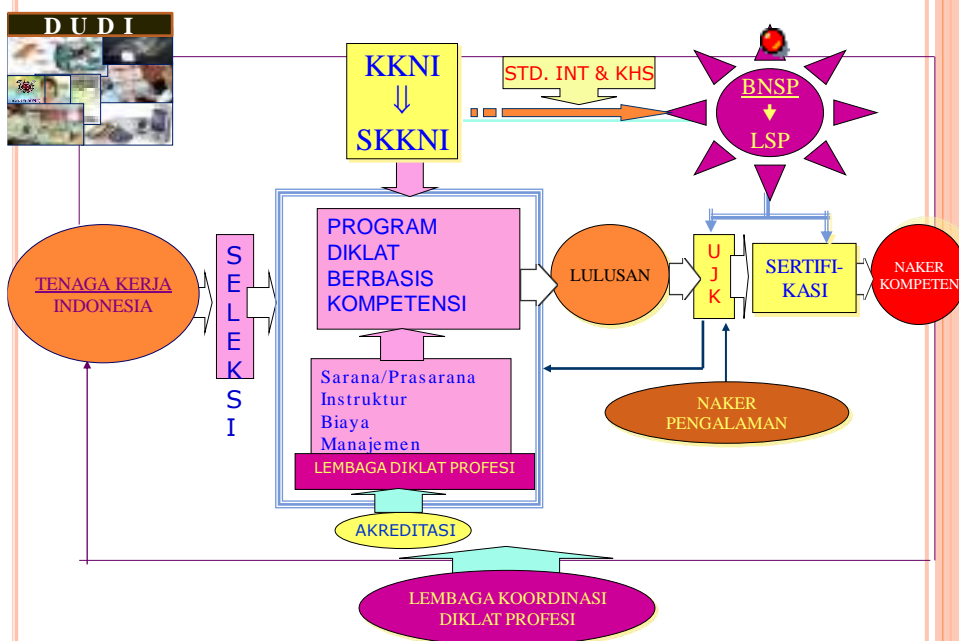 D U D I
KKNI
⇓
SKKNI
STD. INT & KHS
BNSP
LSP
TENAGA KERJA
INDONESIA
S
E
L
E
K
S
I
PROGRAM
DIKLAT
BERBASIS
KOMPETENSI
LULUSAN
U
J
K
SERTIFI-
KASI
NAKER
KOMPETEN
Sarana/Prasarana
Instruktur
Biaya
Manajemen
LEMBAGA DIKLAT PROFESI
NAKER
PENGALAMAN
AKREDITASI
LEMBAGA KOORDINASI
DIKLAT PROFESI